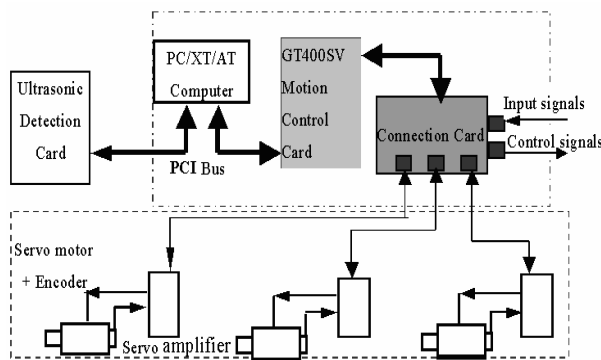 Ultrasonic
Detection
Card
PC/XT/AT
Computer
PCI Bus
GT400SV
Motion
Control
Card
Connection Card
Input signals
Control signals
Servo motor
+ Encoder
Servo amplifier